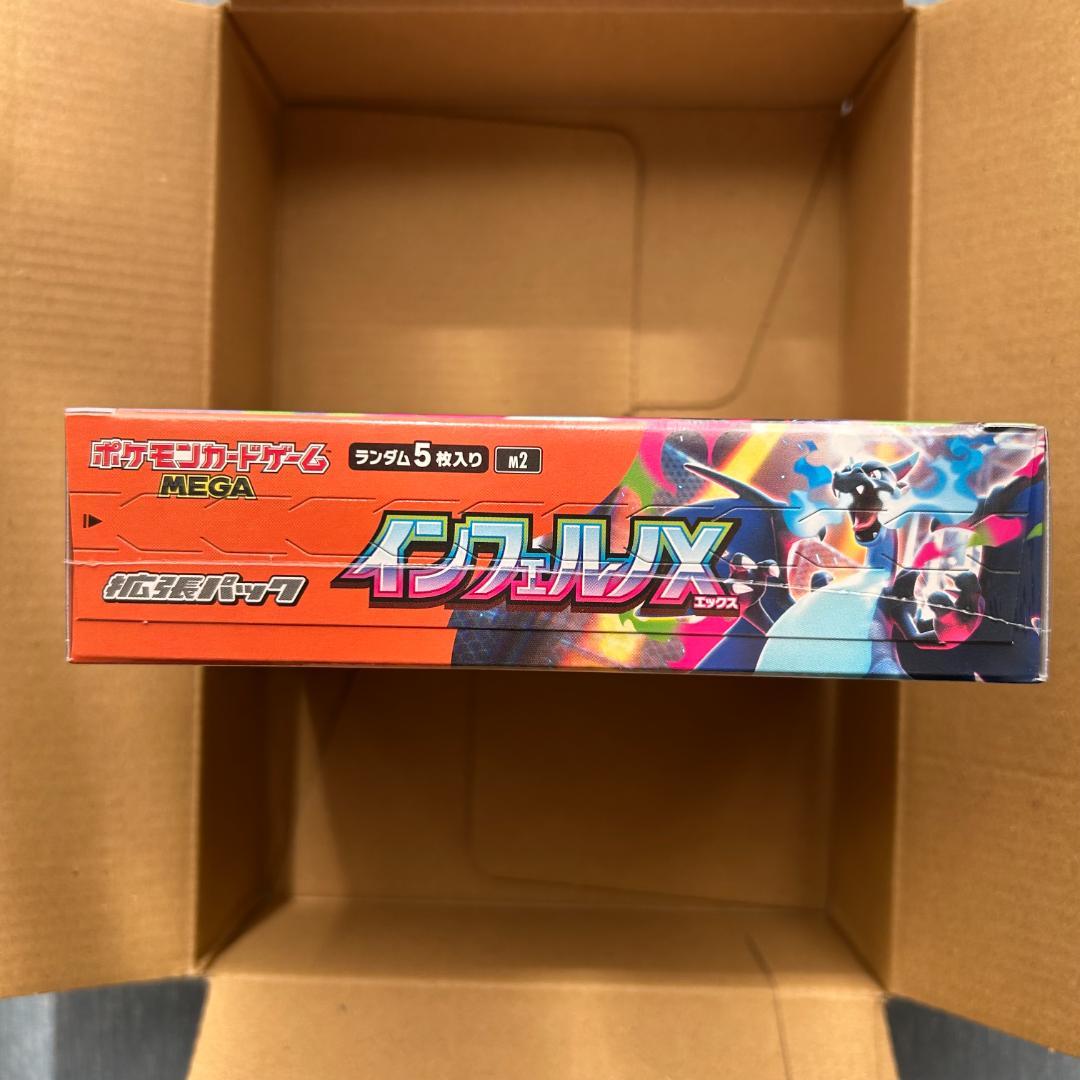 ポケモンカードゲーム
MEGA
ランダム5枚入り
M2
拡張パック
インフェルノX
エックス